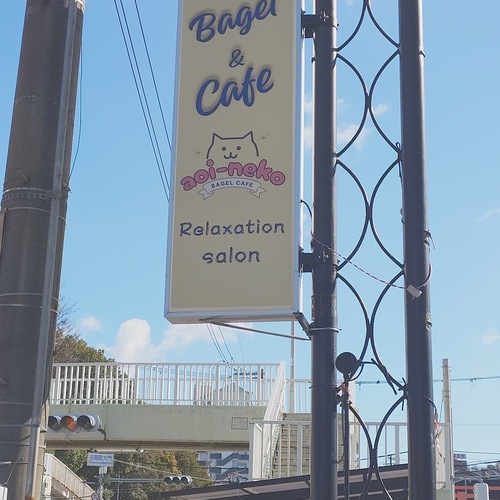 Bagel
&
Cafe
aoi-neko
BAGEL CAFE
Relaxation
salon